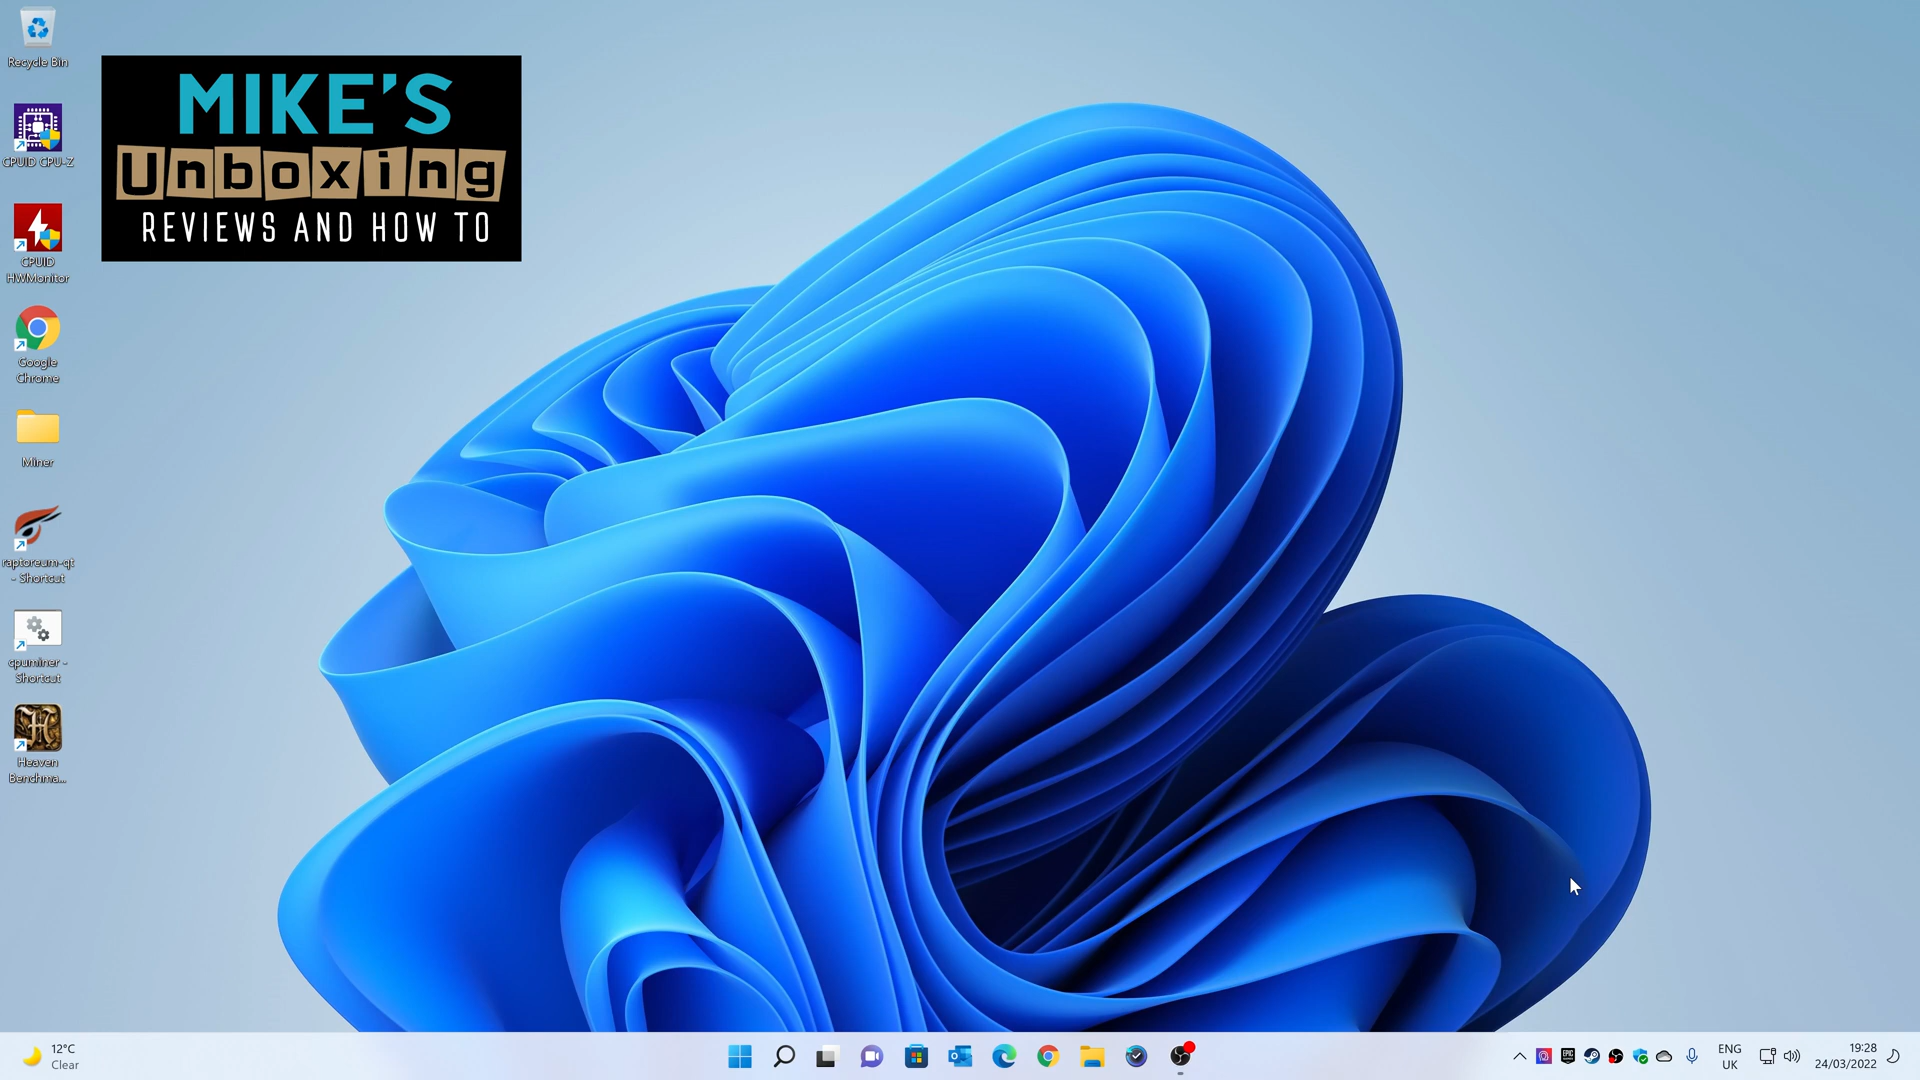 Recycle Bin
MIKE'S
Unboxing
REVIEWS AND HOW TO
CPUID CPU-Z
CPUID
HWMonitor
Google
Chrome
Miner
raptoreum-qt
- Shortcut
cpuminer -
Shortcut
Heaven
Benchma...
12°C
Clear
EPIC
ENG
UK
19:28
24/03/2022